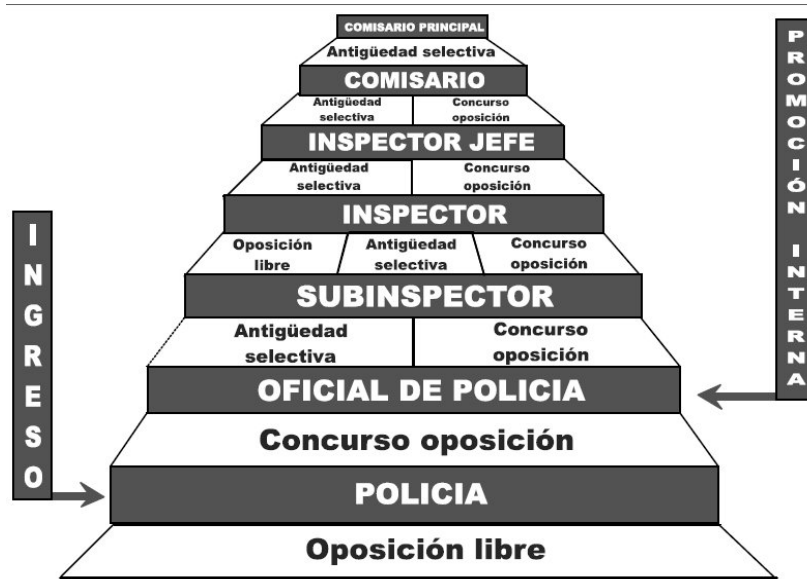 COMISARIO PRINCIPAL
Antigüedad selectiva
COMISARIO
Antigüedad
selectiva
Concurso
oposición
INSPECTOR JEFE
Antigüedad
selectiva
Concurso
oposición
INSPECTOR
Oposición
libre
Antigüedad
selectiva
Concurso
oposición
SUBINSPECTOR
Antigüedad
selectiva
Concurso
oposición
OFICIAL DE POLICIA
Concurso oposición
POLICIA
Oposición libre
INGRESO
PROMOCIÓN INTERNA